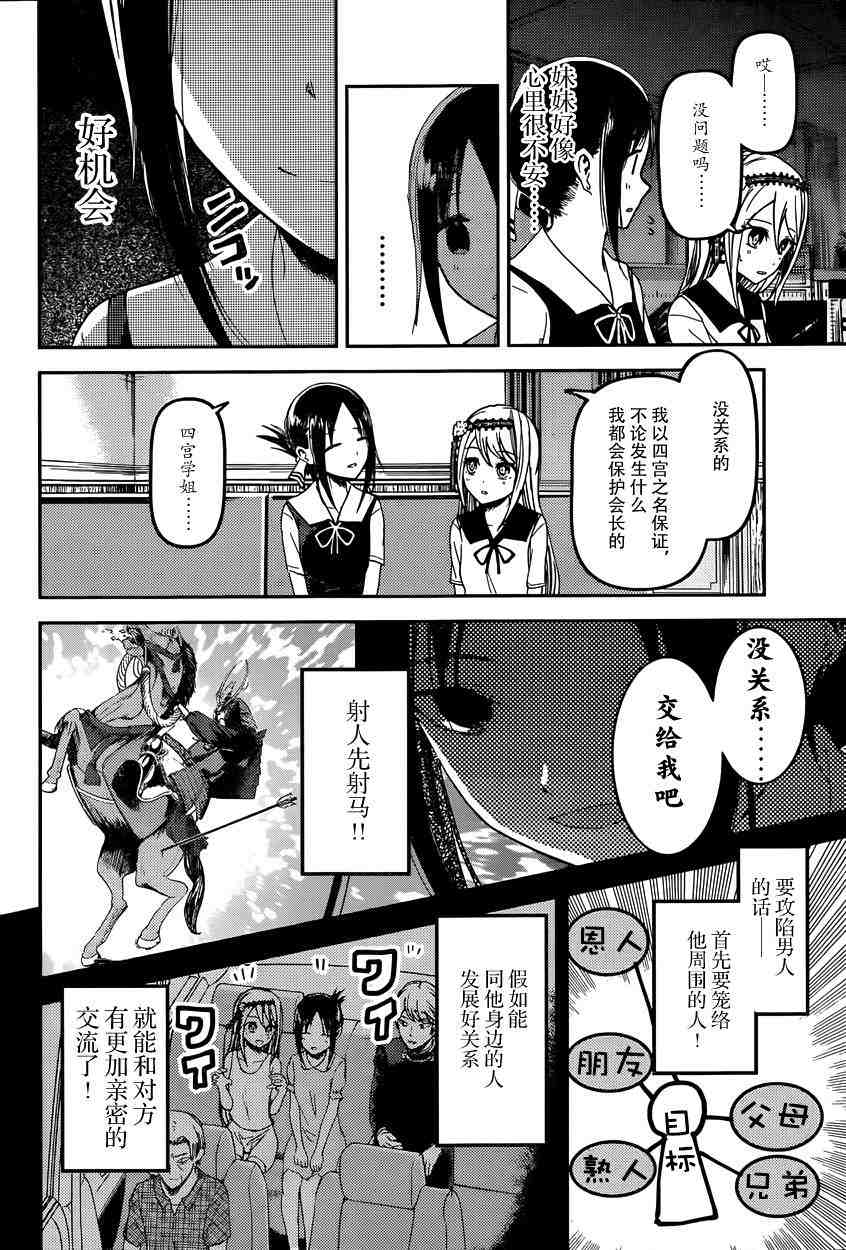 哎——……
没问题吗……
妹妹好像
心里很不安……
………
好机会
ニコッ
没关系的
我以四宫之名保证，
不论发生什么
我都会保护会长的
四宫学姐……
没关系……
交给我吧
射人先射马!!
要攻陷男人
的话——
首先要笼络
他周围的人！
恩人
朋友
熟人
目标
父母
兄弟
假如能
同他身边的人
发展好关系
ワイ
ワイ
就能和对方
有更加亲密的
交流了！